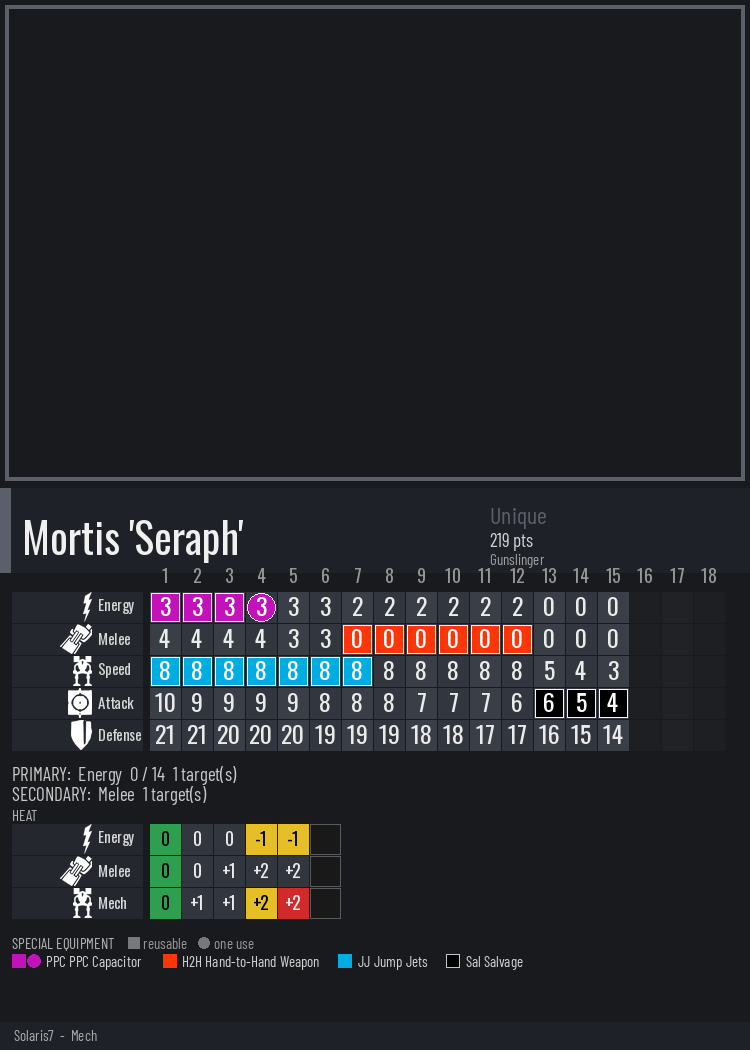 Mortis 'Seraph'
Unique
219 pts
Gunslinger
1 2 3 4 5 6 7 8 9 10 11 12 13 14 15 16 17 18
Energy 3 3 3 3 3 3 2 2 2 2 2 2 0 0 0
Melee 4 4 4 4 3 3 0 0 0 0 0 0 0 0 0
Speed 8 8 8 8 8 8 8 8 8 8 8 8 5 4 3
Attack 10 9 9 9 9 8 8 8 7 7 7 6 6 5 4
Defense 21 21 20 20 20 19 19 19 18 18 17 17 16 15 14
PRIMARY: Energy 0 / 14 1 target(s)
SECONDARY: Melee 1 target(s)
HEAT
Energy 0 0 0 -1 -1
Melee 0 0 +1 +2 +2
Mech 0 +1 +1 +2 +2
SPECIAL EQUIPMENT reusable one use
PPC PPC Capacitor H2H Hand-to-Hand Weapon JJ Jump Jets Sal Salvage
Solaris7 - Mech